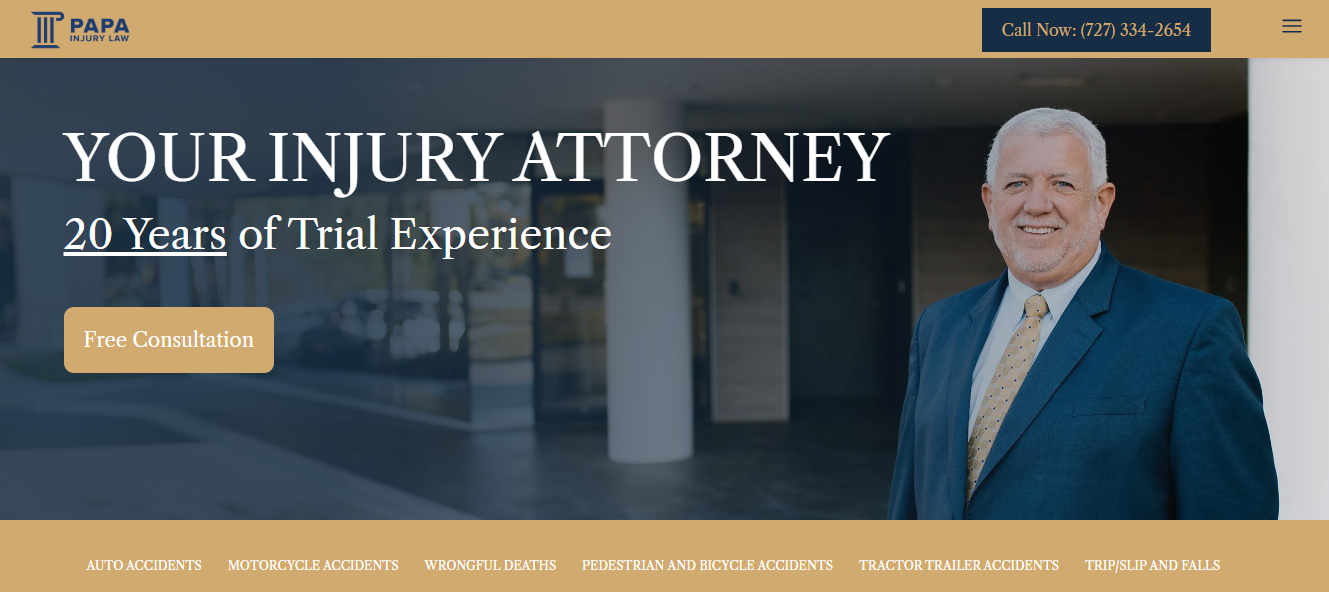 PAPA
INJURY LAW
Call Now: (727) 334-2654
YOUR INJURY ATTORNEY
20 Years of Trial Experience
Free Consultation
AUTO ACCIDENTS MOTORCYCLE ACCIDENTS WRONGFUL DEATHS PEDESTRIAN AND BICYCLE ACCIDENTS TRACTOR TRAILER ACCIDENTS TRIP/SLIP AND FALLS